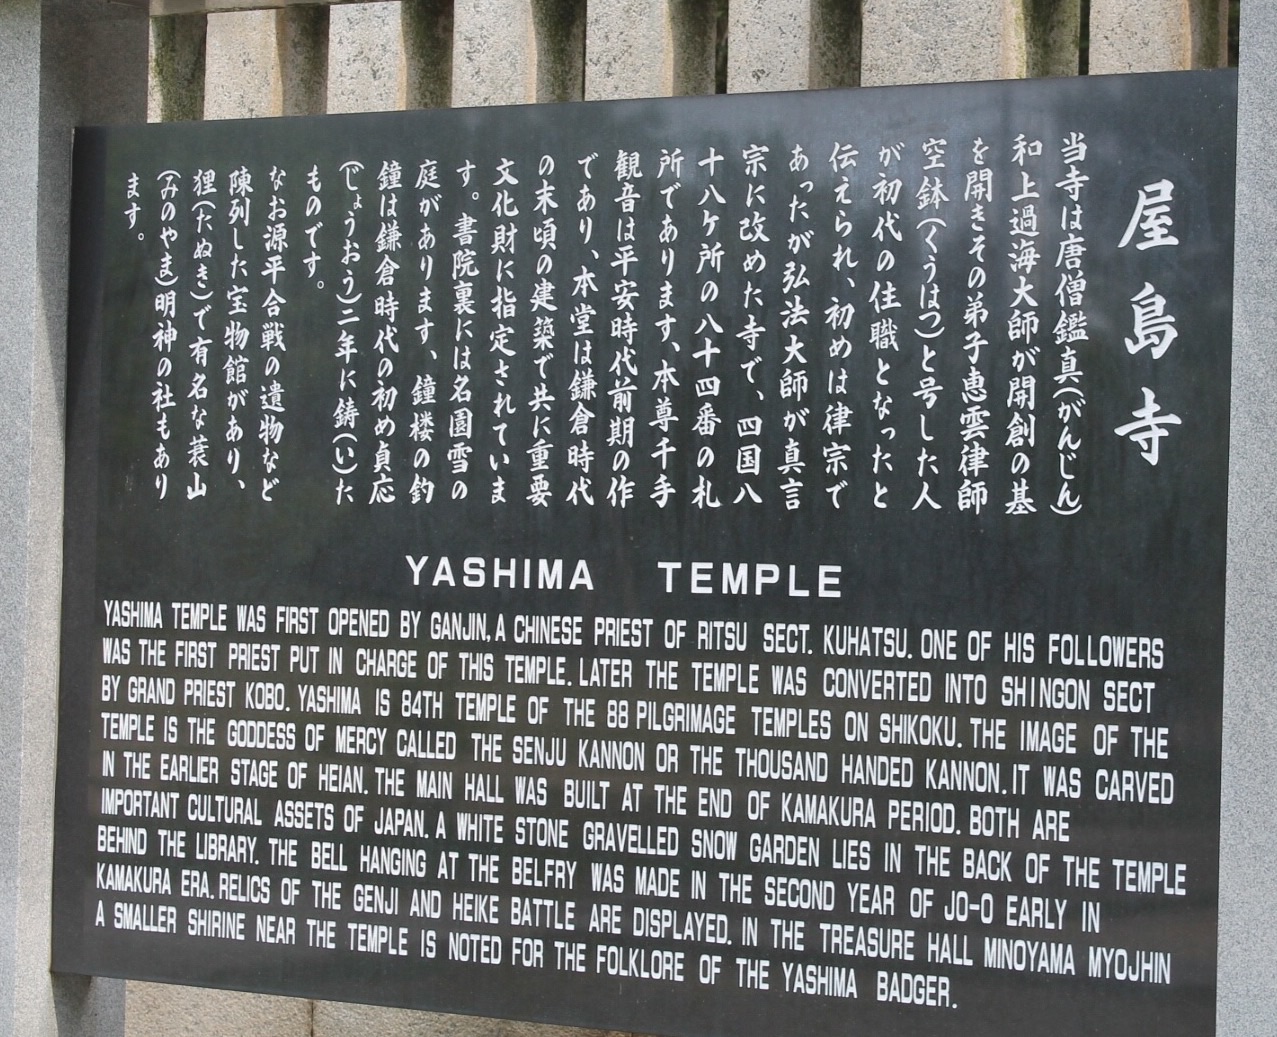 屋島寺
当寺は唐僧鑑真(がんじん)
和上過海大師が開創の基
を開きその弟子恵雲律師
空鉢(くうはつ)と号した人
が初代の住職となったと
伝えられ、初めは律宗で
あったが弘法大師が真言
宗に改めた寺で、四国八
十八ケ所の八十四番の札
所であります、本尊千手
観音は平安時代前期の作
であり、本堂は鎌倉時代
の末頃の建築で共に重要
文化財に指定されていま
す。書院裏には名園雪の
庭があります、鐘楼の釣
鐘は鎌倉時代の初め貞応
(じょうおう)二年に鋳(い)た
ものです。
なお源平合戦の遺物など
陳列した宝物館があり、
狸(たぬき)で有名な蓑山
(みのやま)明神の社もあり
ます。
YASHIMA TEMPLE
YASHIMA TEMPLE WAS FIRST OPENED BY GANJIN, A CHINESE PRIEST OF RITSU SECT. KUHATSU. ONE OF HIS FOLLOWERS
WAS THE FIRST PRIEST PUT IN CHARGE OF THIS TEMPLE. LATER THE TEMPLE WAS CONVERTED INTO SHINGON SECT
BY GRAND PRIEST KOBO. YASHIMA IS 84TH TEMPLE OF THE 88 PILGRIMAGE TEMPLES ON SHIKOKU. THE IMAGE OF THE
TEMPLE IS THE GODDESS OF MERCY CALLED THE SENJU KANNON OR THE THOUSAND HANDED KANNON. IT WAS CARVED
IN THE EARLIER STAGE OF HEIAN. THE MAIN HALL WAS BUILT AT THE END OF KAMAKURA PERIOD. BOTH ARE
IMPORTANT CULTURAL ASSETS OF JAPAN. A WHITE STONE GRAVELLED SNOW GARDEN LIES IN THE BACK OF THE TEMPLE
BEHIND THE LIBRARY. THE BELL HANGING AT THE BELFRY WAS MADE IN THE SECOND YEAR OF JO-O EARLY IN
KAMAKURA ERA. RELICS OF THE GENJI AND HEIKE BATTLE ARE DISPLAYED. IN THE TREASURE HALL MINOYAMA MYOJHIN
A SMALLER SHIRINE NEAR THE TEMPLE IS NOTED FOR THE FOLKLORE OF THE YASHIMA BADGER.